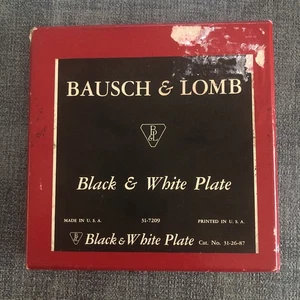 BAUSCH & LOMB
Black & White Plate
MADE IN U. S. A. 31-7209 PRINTED IN U. S. A.
Black & White Plate Cat. No. 31-26-87